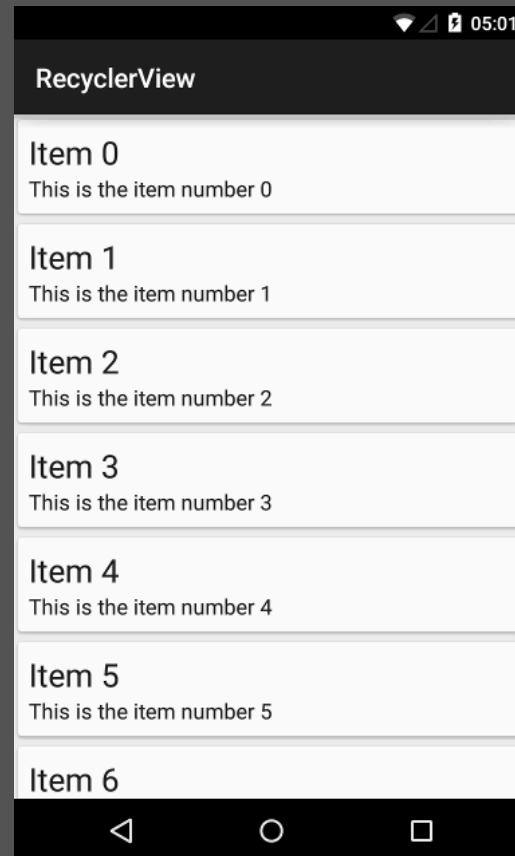 05:01
RecyclerView
Item 0
This is the item number 0
Item 1
This is the item number 1
Item 2
This is the item number 2
Item 3
This is the item number 3
Item 4
This is the item number 4
Item 5
This is the item number 5
Item 6